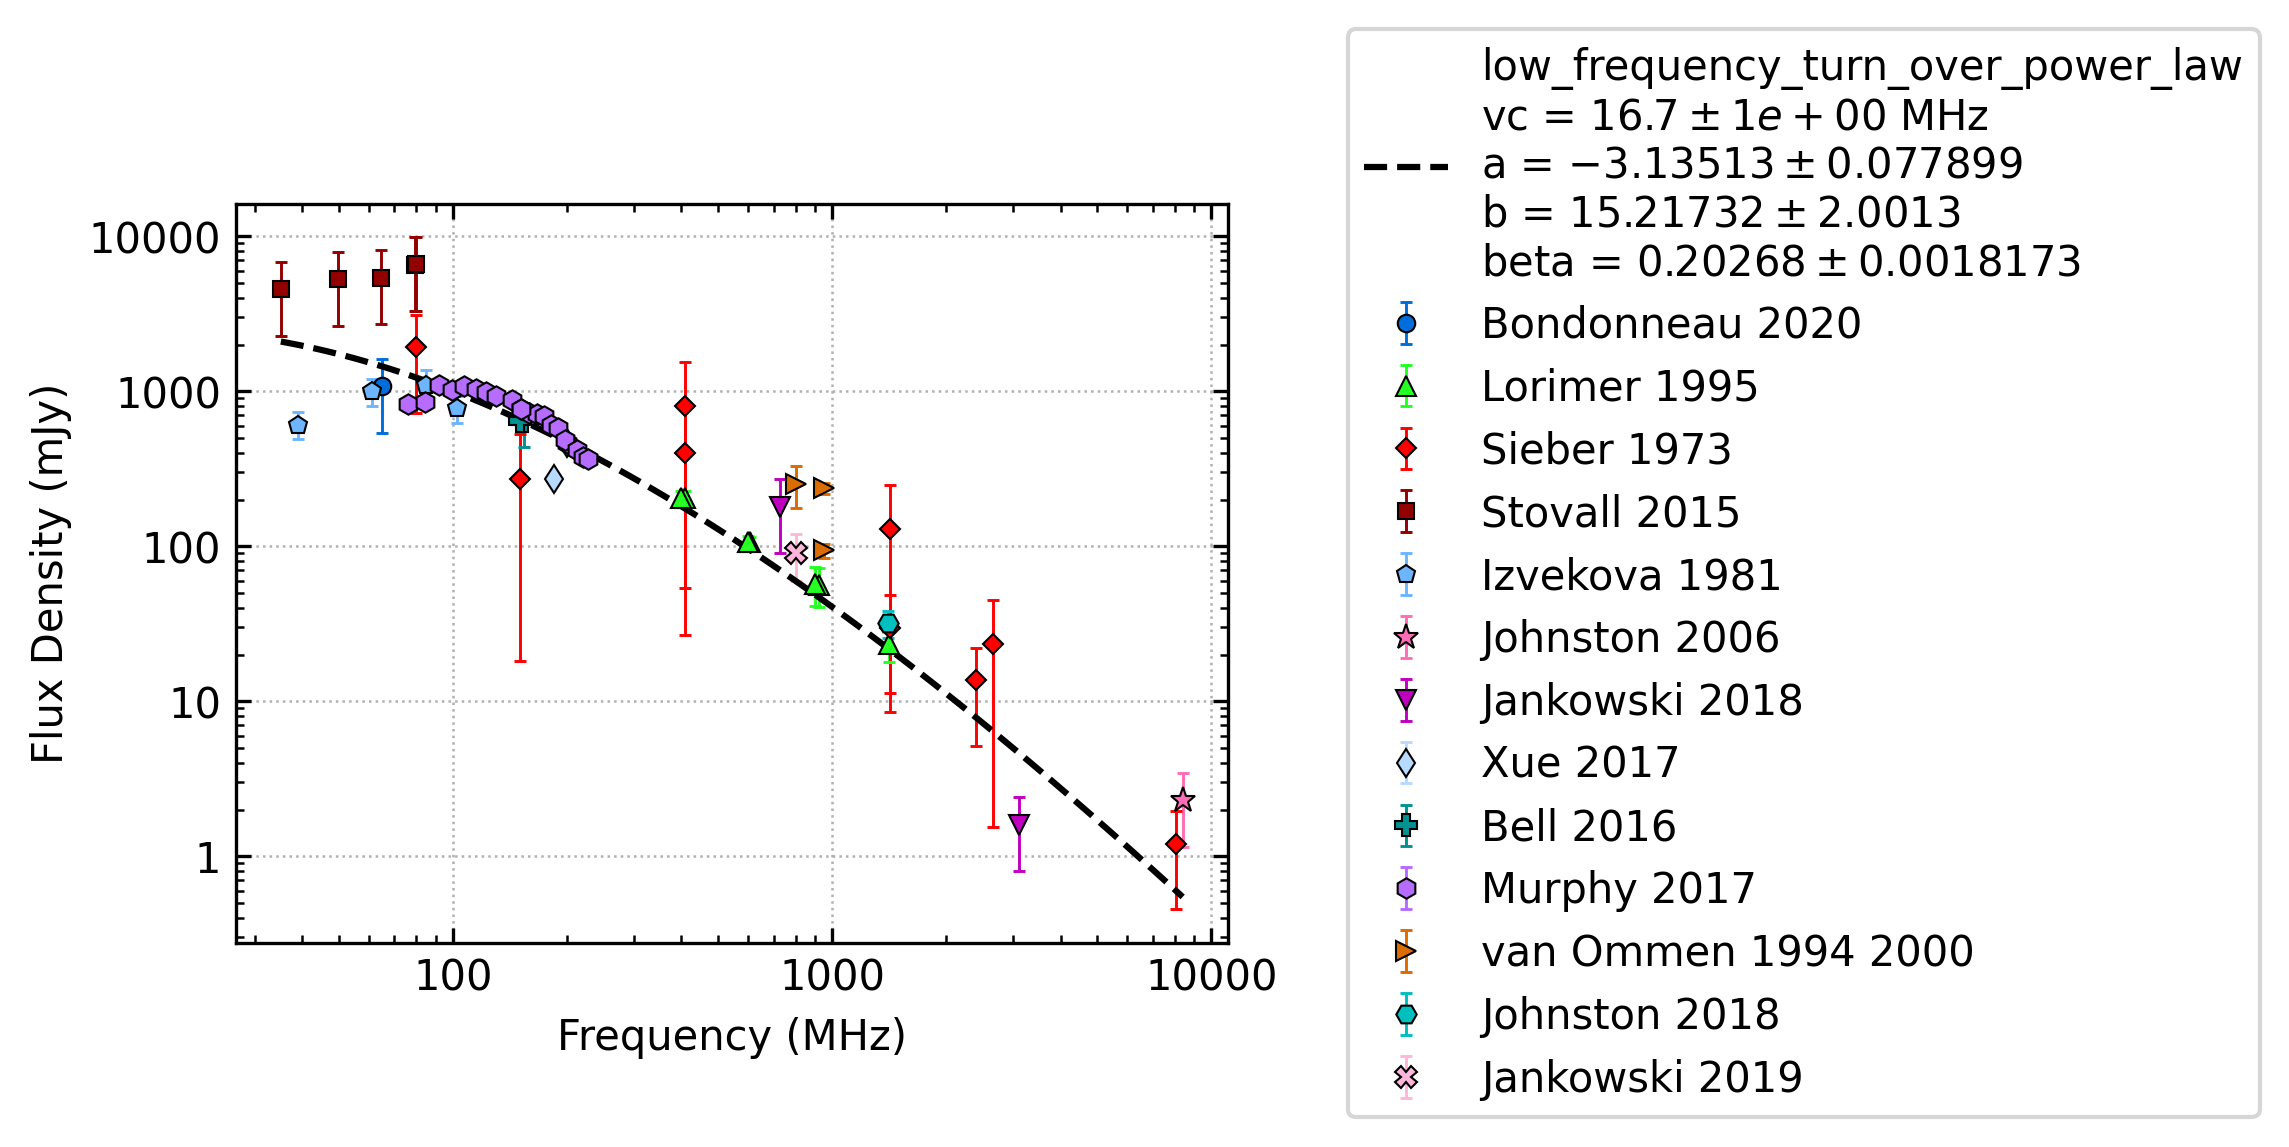 low_frequency_turn_over_power_law
vc = 16.7 ± 1e + 00 MHz
a = −3.13513 ± 0.077899
b = 15.21732 ± 2.0013
beta = 0.20268 ± 0.0018173
Bondonneau 2020
Lorimer 1995
Sieber 1973
Stovall 2015
Izvekova 1981
Johnston 2006
Jankowski 2018
Xue 2017
Bell 2016
Murphy 2017
van Ommen 1994 2000
Johnston 2018
Jankowski 2019
10000
1000
100
10
1
Flux Density (mJy)
100
1000
10000
Frequency (MHz)